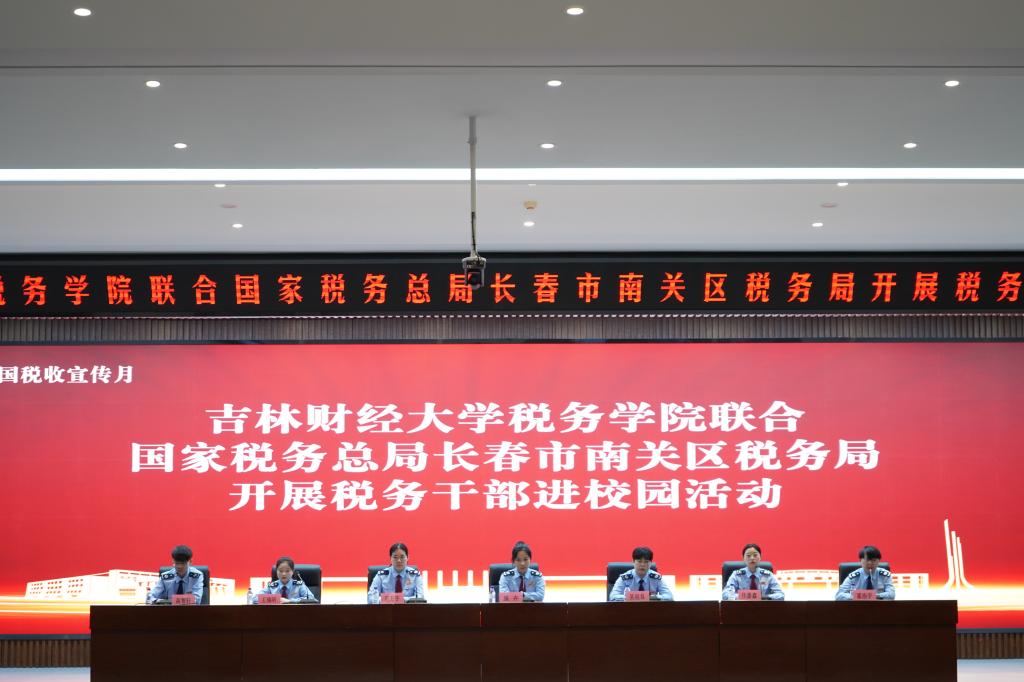 税务学院联合国家税务总局长春市南关区税务局开展税务
国税收宣传月
吉林财经大学税务学院联合
国家税务总局长春市南关区税务局
开展税务干部进校园活动